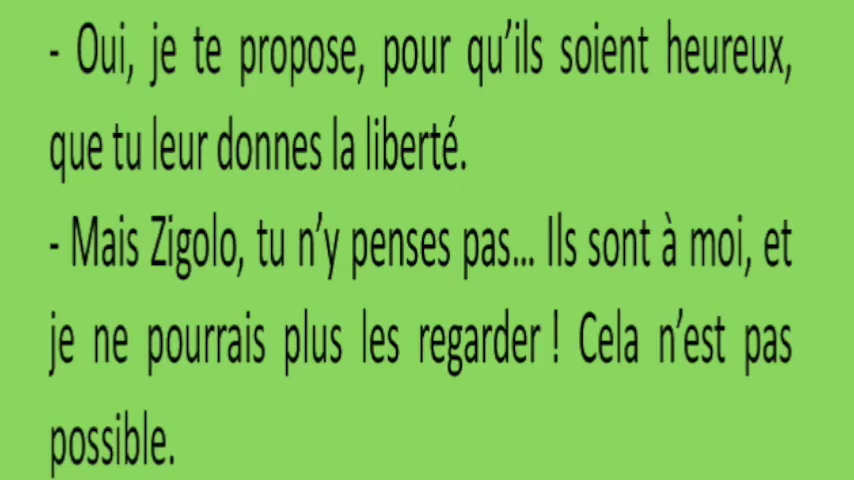 - Oui, je te propose, pour qu’ils soient heureux,
que tu leur donnes la liberté.
- Mais Zigolo, tu n’y penses pas... Ils sont à moi, et
je ne pourrais plus les regarder ! Cela n’est pas
possible.